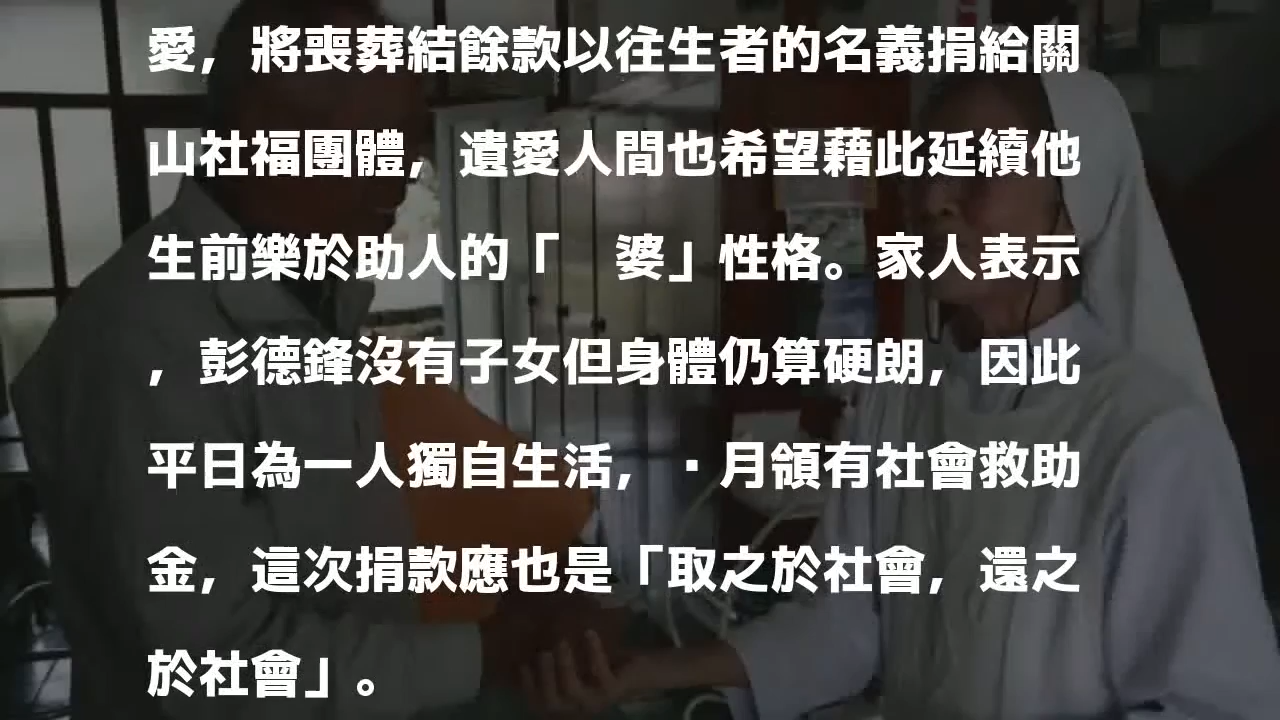 愛，將喪葬結餘款以往生者的名義捐給關
山社福團體，遺愛人間也希望藉此延續他
生前樂於助人的「　婆」性格。家人表示
，彭德鋒沒有子女但身體仍算硬朗，因此
平日為一人獨自生活，·月領有社會救助
金，這次捐款應也是「取之於社會，還之
於社會」。